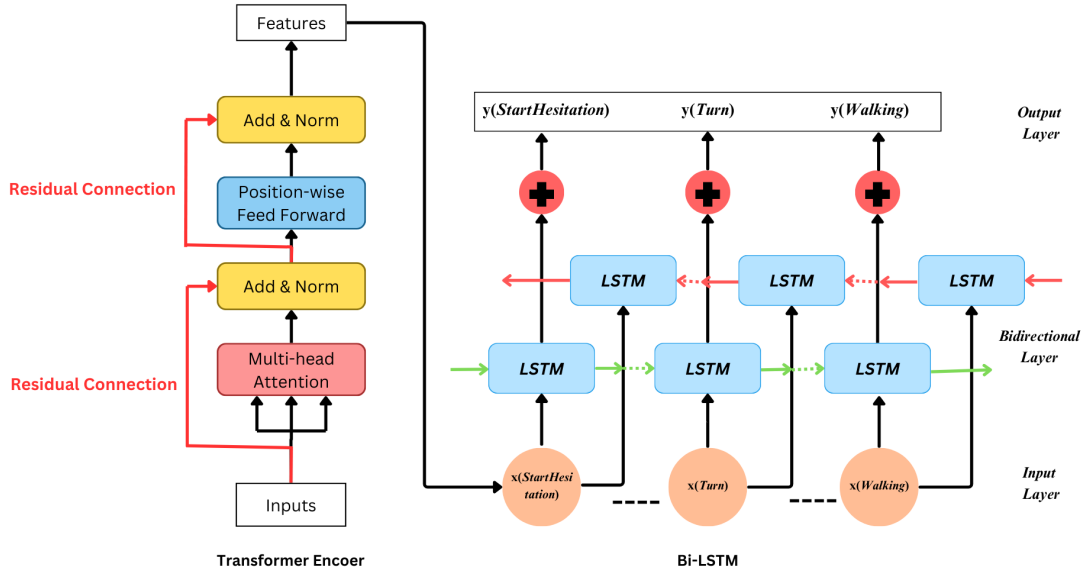 Features
Add & Norm
Residual Connection
Position-wise
Feed Forward
Add & Norm
Residual Connection
Multi-head
Attention
Inputs
Transformer Encoer
y(StartHesitation)
y(Turn)
y(Walking)
Output
Layer
LSTM
LSTM
LSTM
Bidirectional
Layer
LSTM
LSTM
LSTM
x(StartHesi
tation)
x(Turn)
x(Walking)
Input
Layer
Bi-LSTM